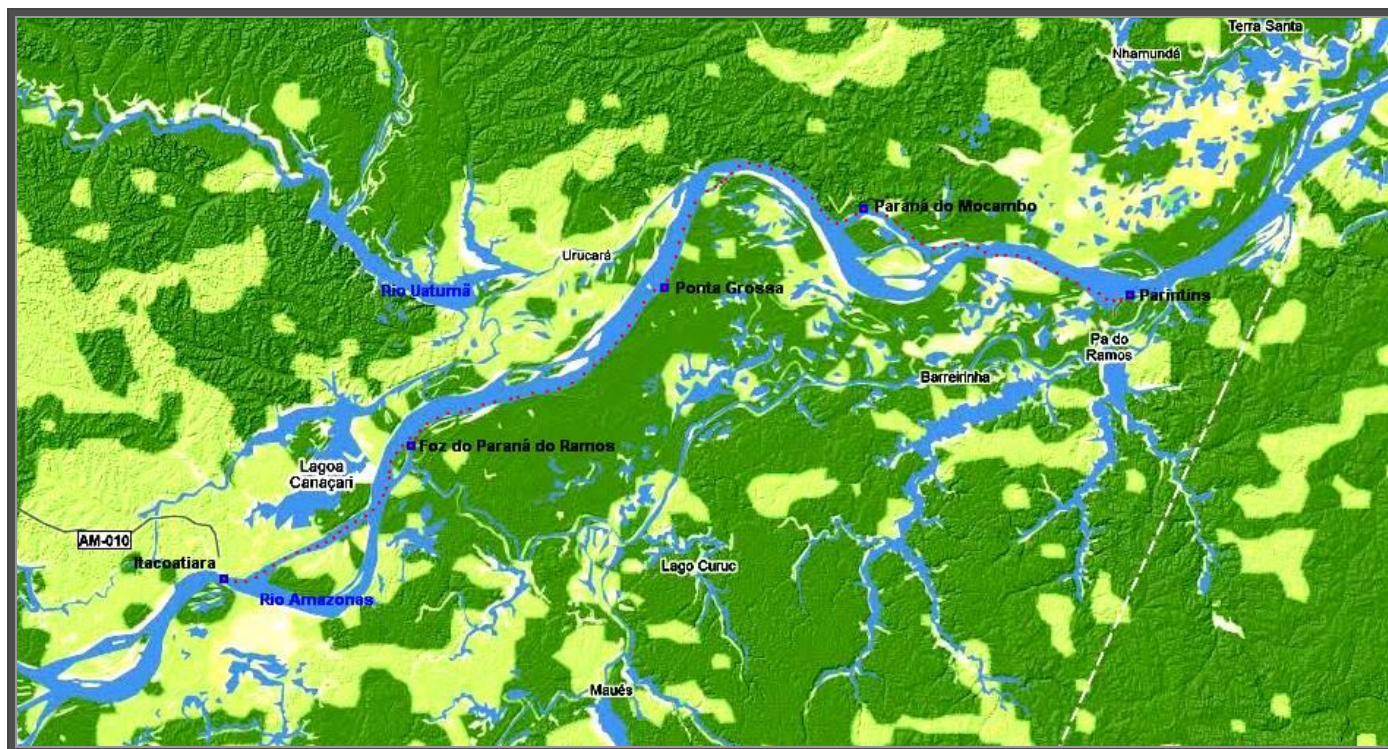 Terra Santa
Nhamundá
Paraná do Mocambo
Urucará
Rio Uatumã
Ponta Grossa
Parintins
Pa do
Ramos
Barreirinha
Foz do Paraná do Ramos
Lagoa
Canaçari
AM-010
Itacoatiara
Lago Curuc
Rio Amazonas
Maués